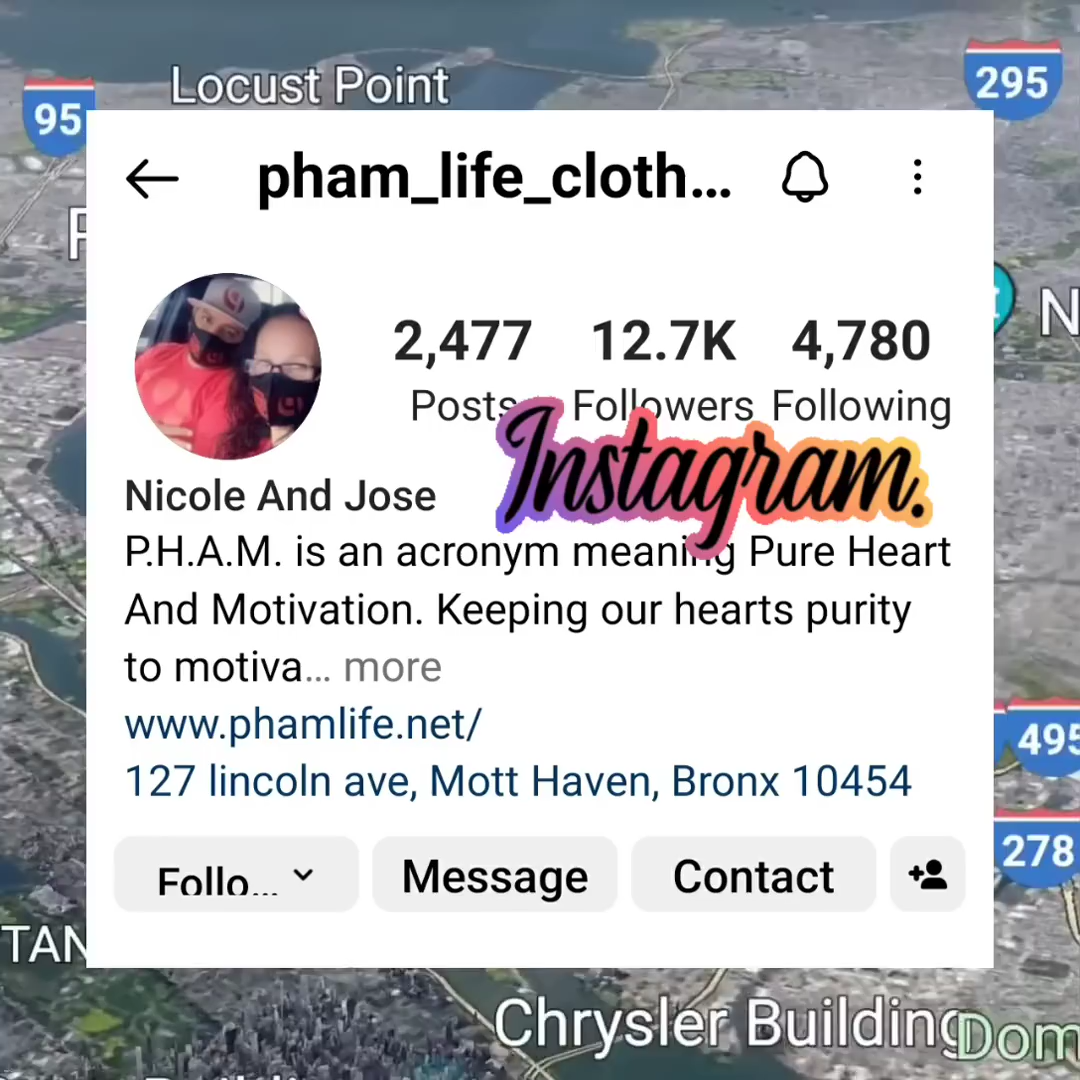 Locust Point
95
295
pham_life_cloth...
2,477 12.7K 4,780
Posts Followers Following
Instagram.
Nicole And Jose
P.H.A.M. is an acronym meaning Pure Heart
And Motivation. Keeping our hearts purity
to motiva... more
www.phamlife.net/
127 lincoln ave, Mott Haven, Bronx 10454
495
278
Follo... Message Contact
TAN
Chrysler Building
Dom